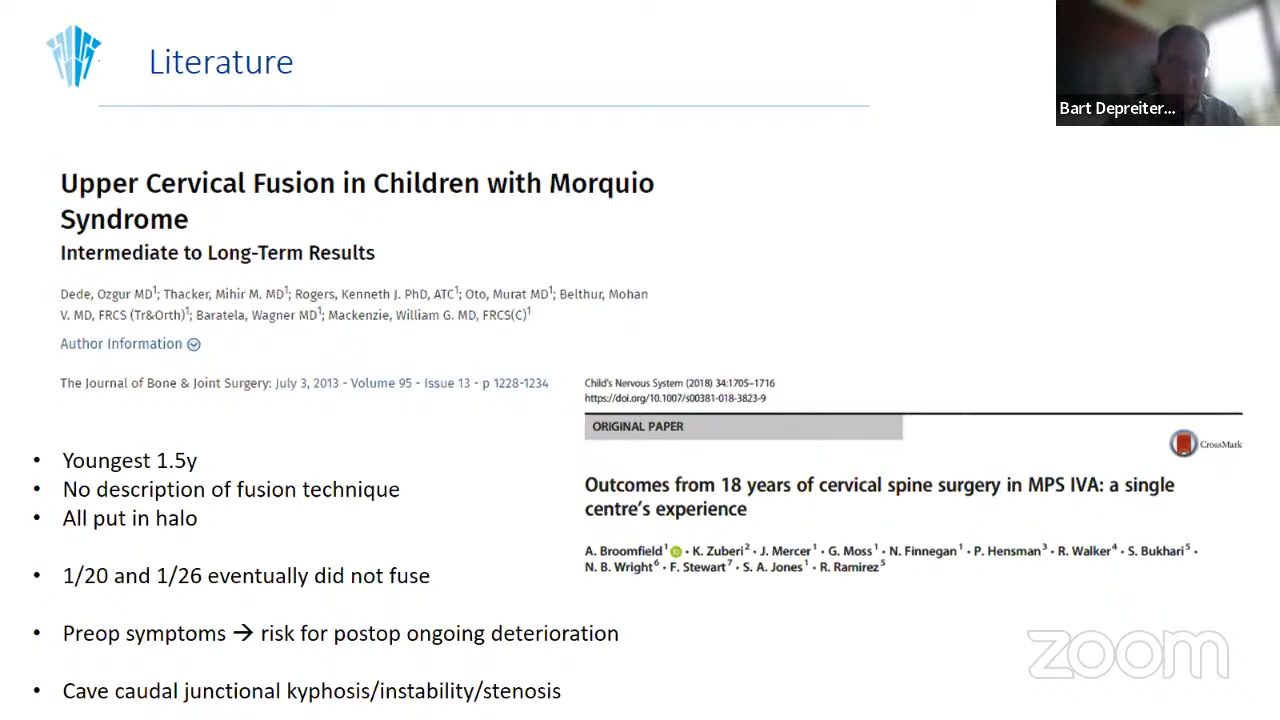 Literature
Bart Depreiter...
Upper Cervical Fusion in Children with Morquio
Syndrome
Intermediate to Long-Term Results
Dede, Ozgur MD1; Thacker, Mihir M. MD1; Rogers, Kenneth J. PhD, ATC1; Oto, Murat MD1; Belthur, Mohan
V. MD, FRCS (Tr&Orth)1; Baratela, Wagner MD1; Mackenzie, William G. MD, FRCS(C)1
Author Information
The Journal of Bone & Joint Surgery: July 3, 2013 - Volume 95 - Issue 13 - p 1228-1234
Child's Nervous System (2018) 34:1705–1716
https://doi.org/10.1007/s00381-018-3823-9
ORIGINAL PAPER
CrossMark
Outcomes from 18 years of cervical spine surgery in MPS IVA: a single
centre's experience
A. Broomfield1 · K. Zuberi2 · J. Mercer1 · G. Moss1 · N. Finnegan1 · P. Hensman3 · R. Walker4 · S. Bukhari5 ·
N. B. Wright6 · F. Stewart7 · S. A. Jones1 · R. Ramirez5
• Youngest 1.5y
• No description of fusion technique
• All put in halo
• 1/20 and 1/26 eventually did not fuse
• Preop symptoms → risk for postop ongoing deterioration
• Cave caudal junctional kyphosis/instability/stenosis
zoom